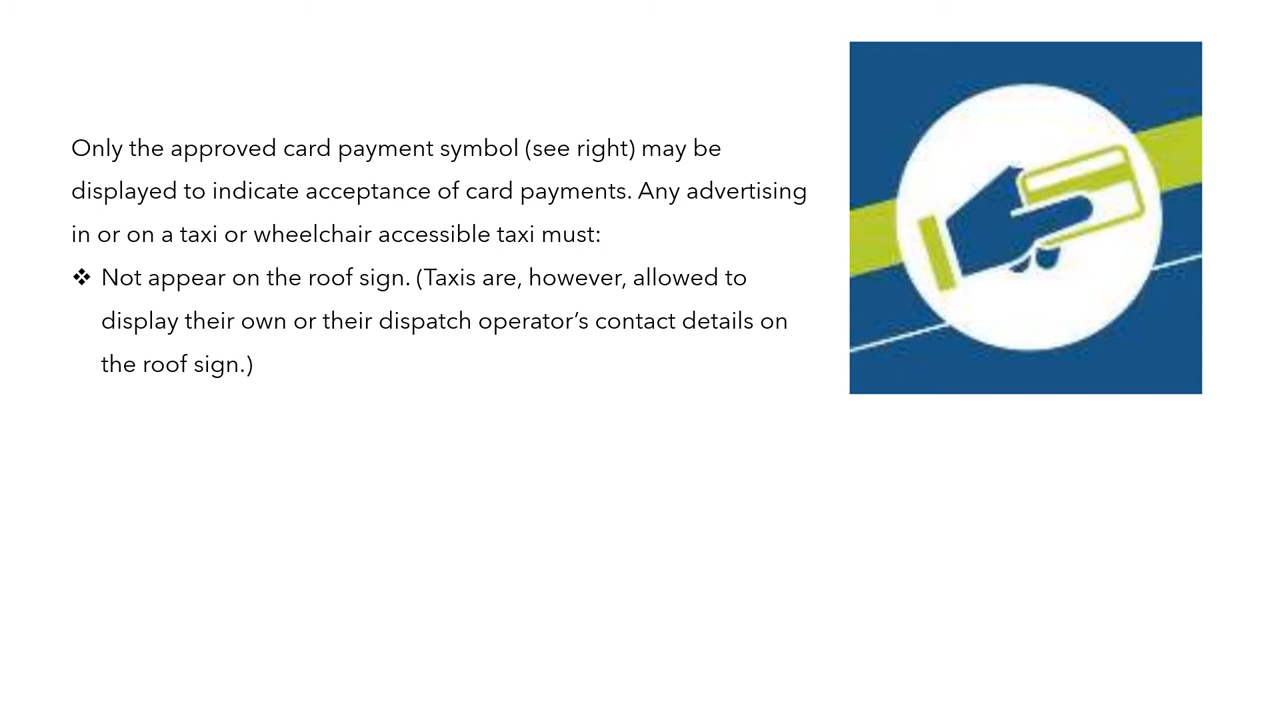 Only the approved card payment symbol (see right) may be
displayed to indicate acceptance of card payments. Any advertising
in or on a taxi or wheelchair accessible taxi must:
❖ Not appear on the roof sign. (Taxis are, however, allowed to
display their own or their dispatch operator’s contact details on
the roof sign.)